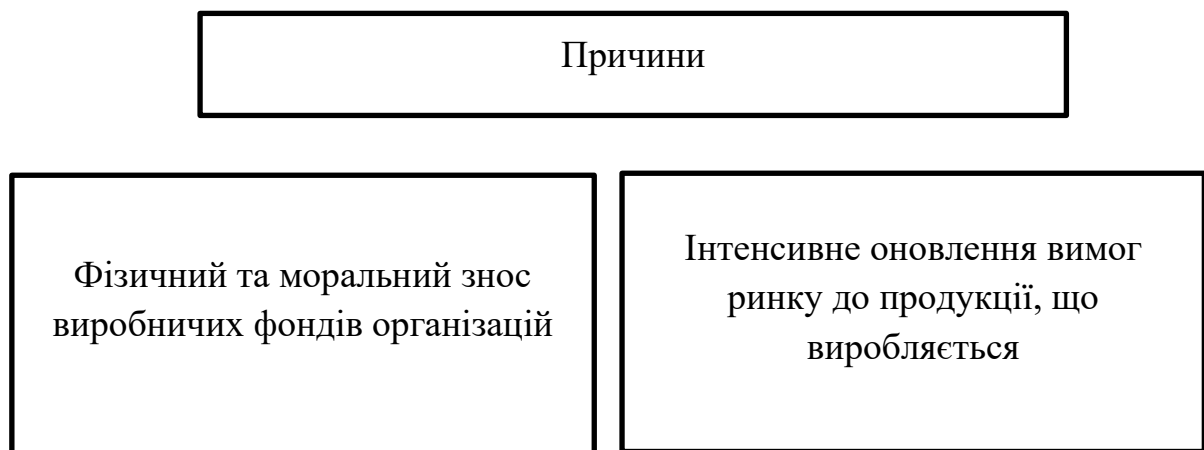 Причини
Фізичний та моральний знос
виробничих фондів організацій
Інтенсивне оновлення вимог
ринку до продукції, що
виробляється